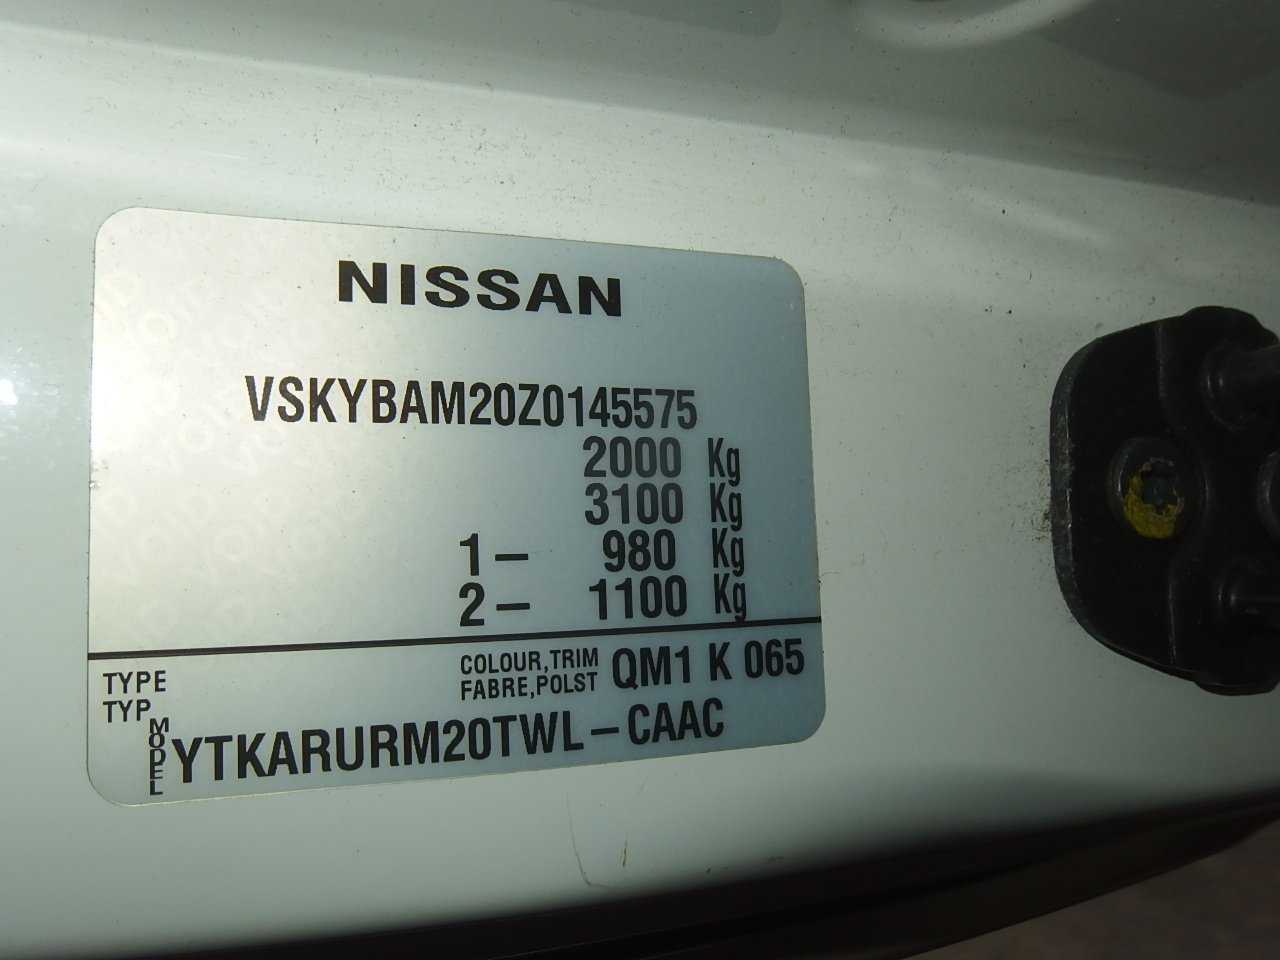 NISSAN
VSKYBAM20Z0145575
2000 Kg
3100 Kg
1 – 980 Kg
2 – 1100 Kg
TYPE
TYP
COLOUR,TRIM
FABRE,POLST
QM1 K 065
MODEL
YTKARURM20TWL – CAAC
VOID